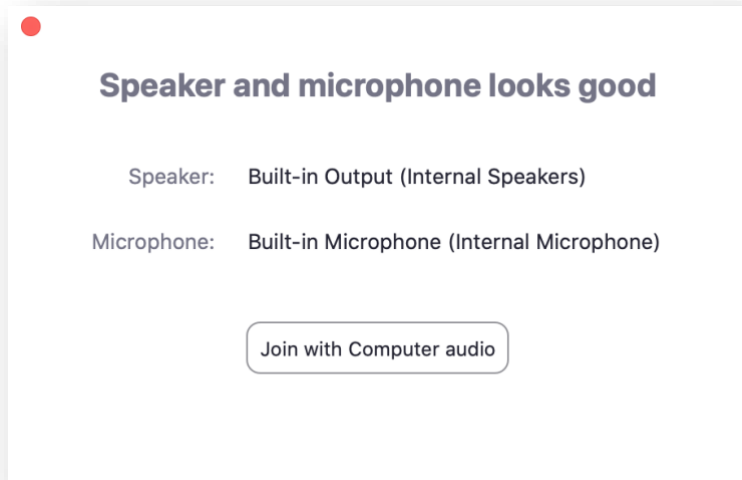 Speaker and microphone looks good
Speaker: Built-in Output (Internal Speakers)
Microphone: Built-in Microphone (Internal Microphone)
Join with Computer audio